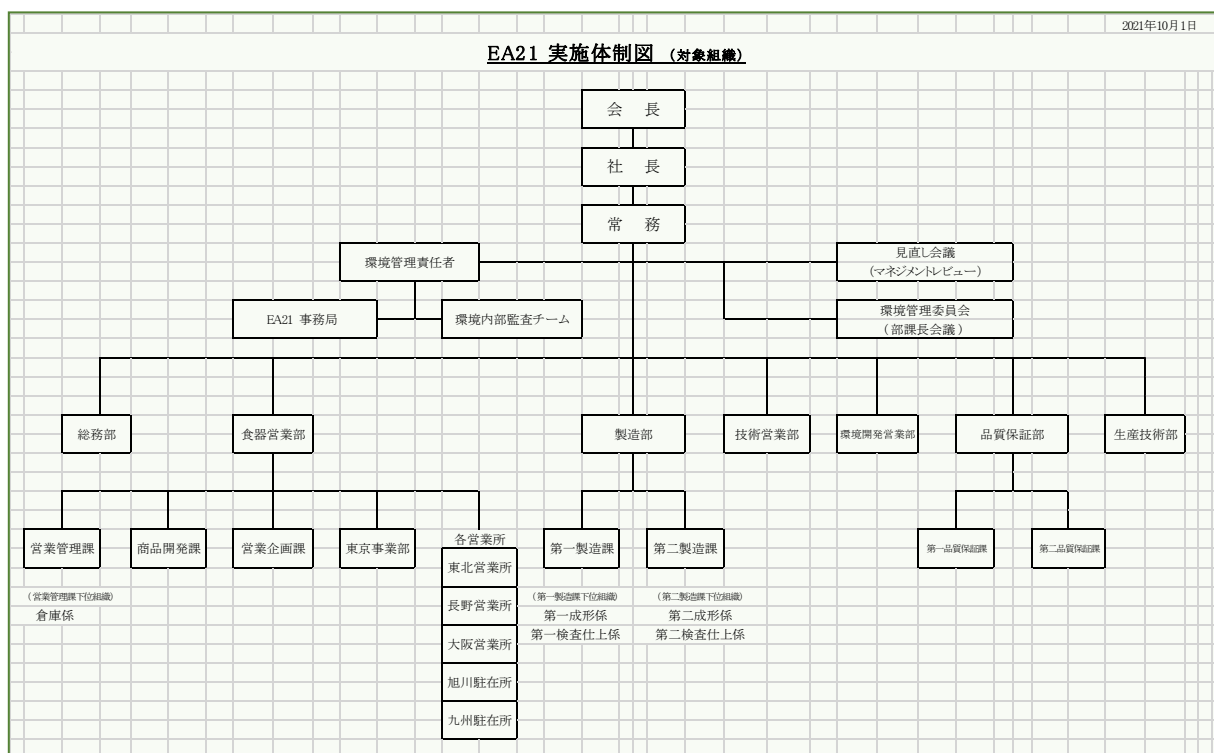 2021年10月1日
EA21 実施体制図 (対象組織)
会 長
社 長
常 務
環境管理責任者
見直し会議
(マネジメントレビュー)
EA21 事務局
環境内部監査チーム
環境管理委員会
(部課長会議)
総務部
食器営業部
製造部
技術営業部
環境開発営業部
品質保証部
生産技術部
営業管理課
商品開発課
営業企画課
東京事業部
各営業所
東北営業所
長野営業所
大阪営業所
旭川駐在所
九州駐在所
第一製造課
第二製造課
第一品質保証課
第二品質保証課
(営業管理課下位組織)
倉庫係
(第一製造課下位組織)
第一成形係
第一検査仕上係
(第二製造課下位組織)
第二成形係
第二検査仕上係